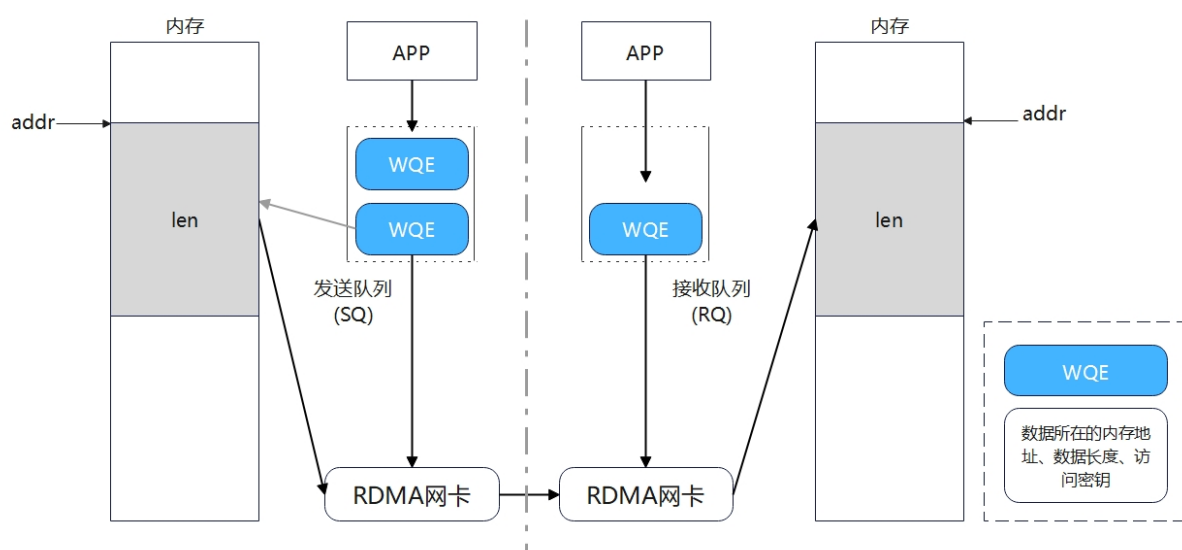 内存
APP
APP
内存
addr
addr
WQE
len
WQE
WQE
len
发送队列
(SQ)
接收队列
(RQ)
WQE
数据所在的内存地
址、数据长度、访
问密钥
RDMA网卡
RDMA网卡